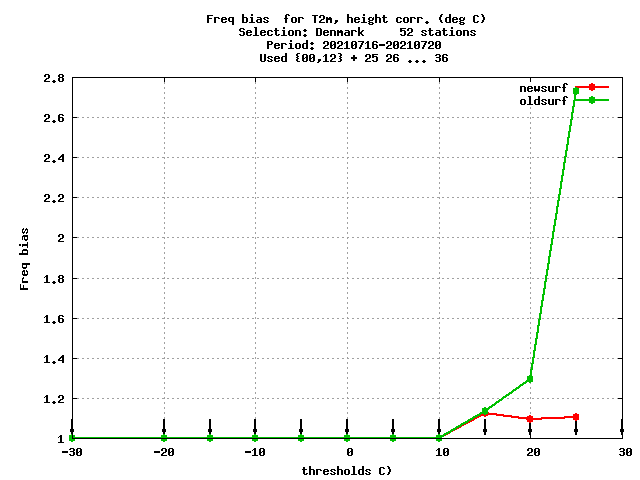 Freq bias  for T2m, height corr. (deg C)
Selection: Denmark     52 stations
Period: 20210716-20210720
Used {00,12} + 25 26 ... 36
newsurf
oldsurf
2.8
2.6
2.4
2.2
2
1.8
1.6
1.4
1.2
1
Freq bias
-30 -20 -10 0 10 20 30
thresholds C)